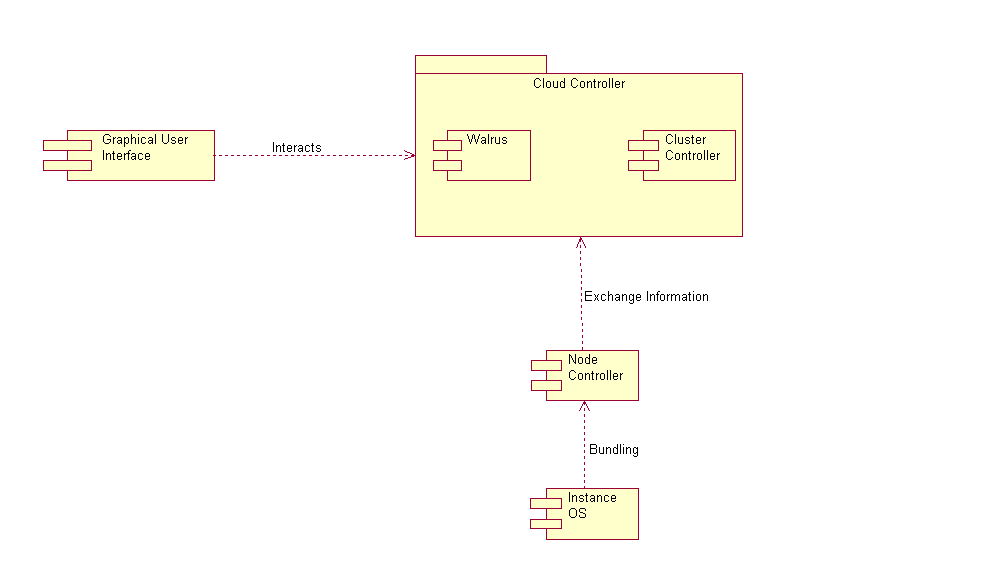 Cloud Controller
Graphical User
Interface
Interacts
Walrus
Cluster
Controller
Exchange Information
Node
Controller
Bundling
Instance
OS